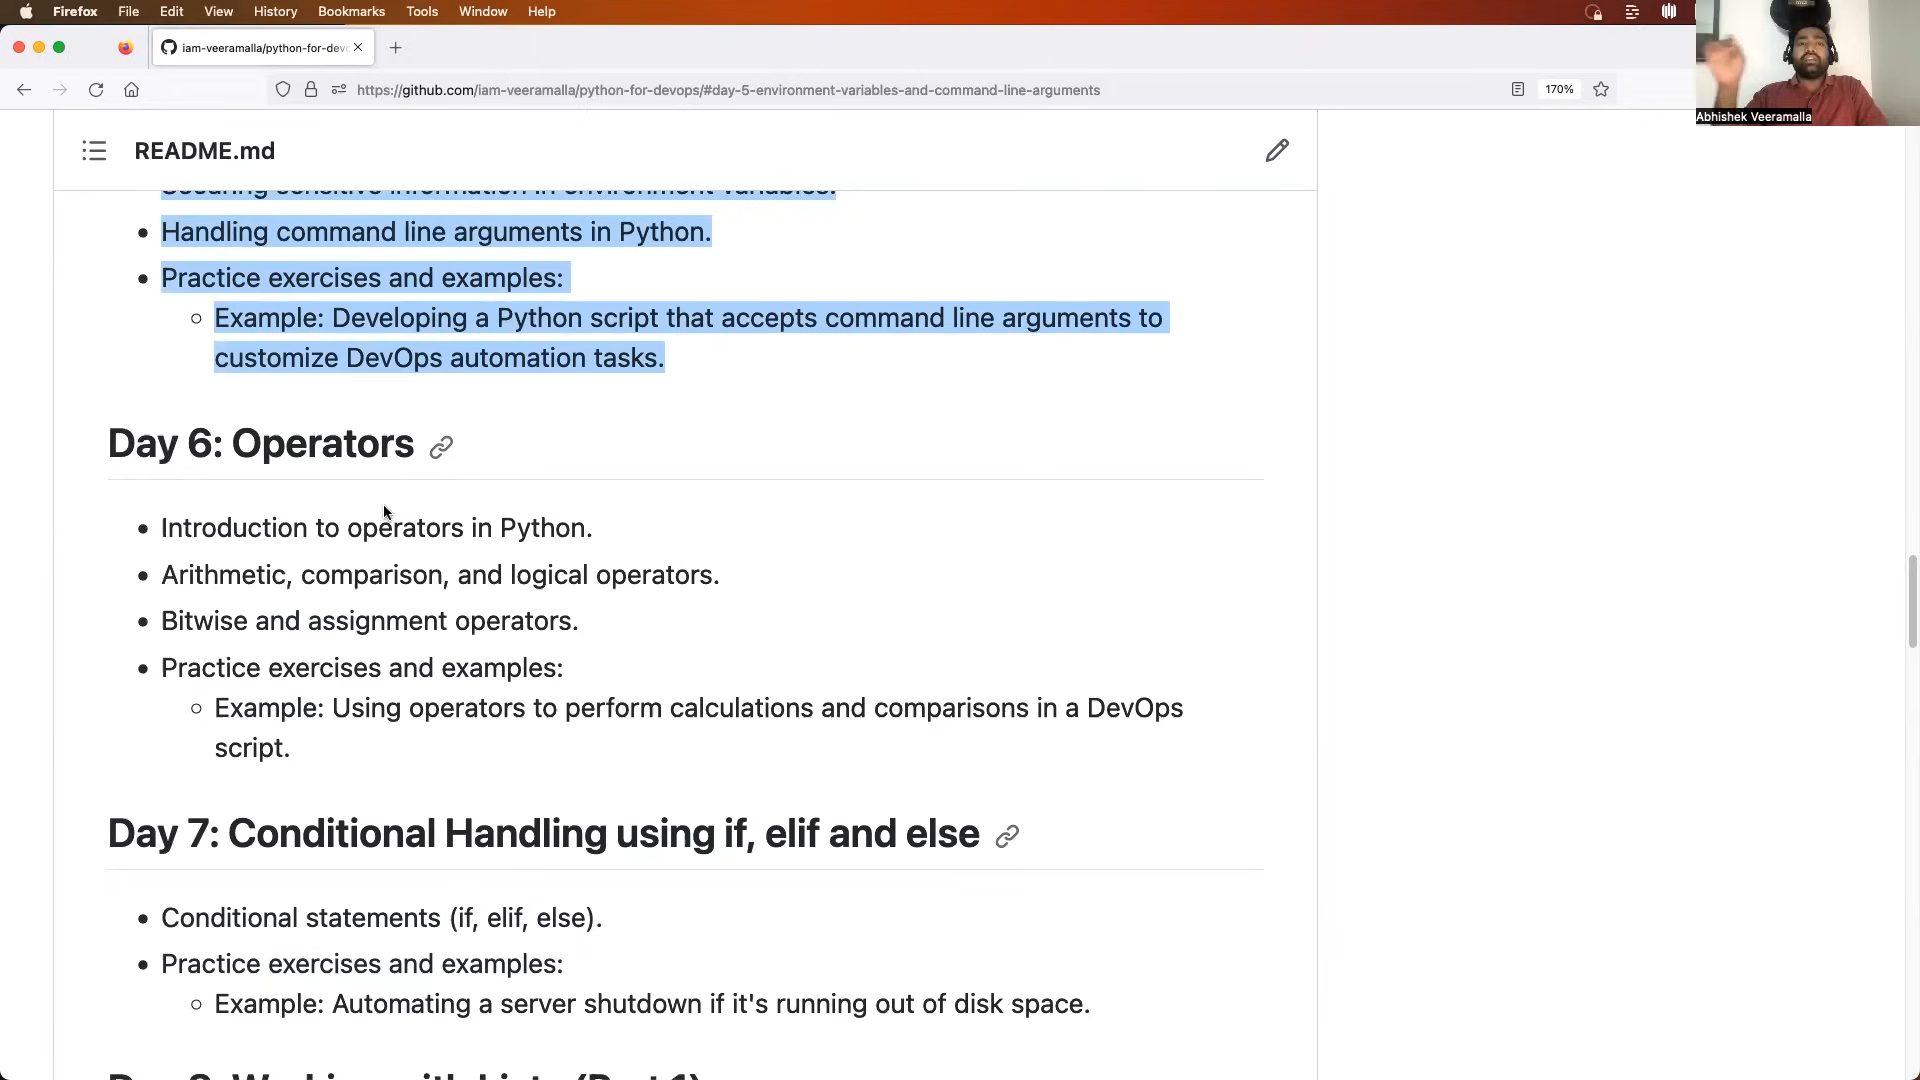 Firefox File Edit View History Bookmarks Tools Window Help
iam-veeramalla/python-for-dev
https://github.com/iam-veeramalla/python-for-devops/#day-5-environment-variables-and-command-line-arguments
170%
Abhishek Veeramalla
README.md
Securing sensitive information in environment variables.
Handling command line arguments in Python.
Practice exercises and examples:
Example: Developing a Python script that accepts command line arguments to
customize DevOps automation tasks.
Day 6: Operators
Introduction to operators in Python.
Arithmetic, comparison, and logical operators.
Bitwise and assignment operators.
Practice exercises and examples:
Example: Using operators to perform calculations and comparisons in a DevOps
script.
Day 7: Conditional Handling using if, elif and else
Conditional statements (if, elif, else).
Practice exercises and examples:
Example: Automating a server shutdown if it's running out of disk space.